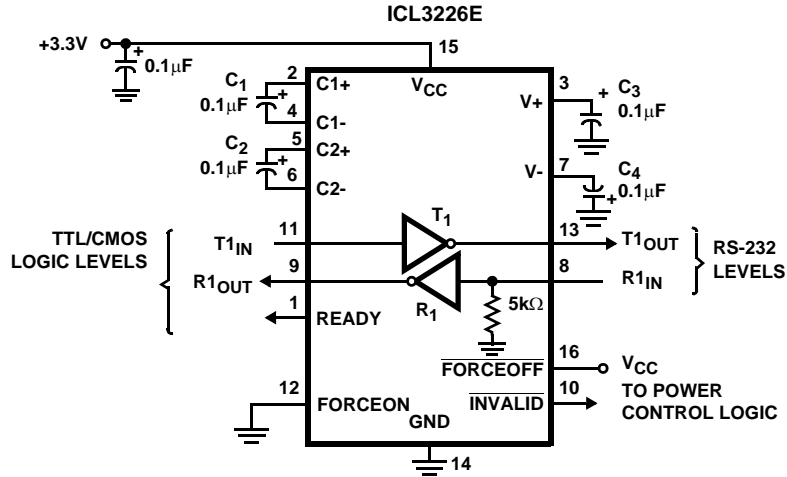 ICL3226E
+3.3V
+
0.1μF
15
VCC
C1
0.1μF
2
+
4
C1+
C1-
C2
0.1μF
5
+
6
C2+
C2-
3
V+
+
C3
0.1μF
7
V-
C4
0.1μF
+
TTL/CMOS
LOGIC LEVELS
T1IN
11
T1
13
T1OUT
RS-232
LEVELS
R1OUT
9
R1
8
R1IN
5kΩ
1
READY
FORCEOFF
16
VCC
12
FORCEON
INVALID
10
TO POWER
CONTROL LOGIC
GND
14